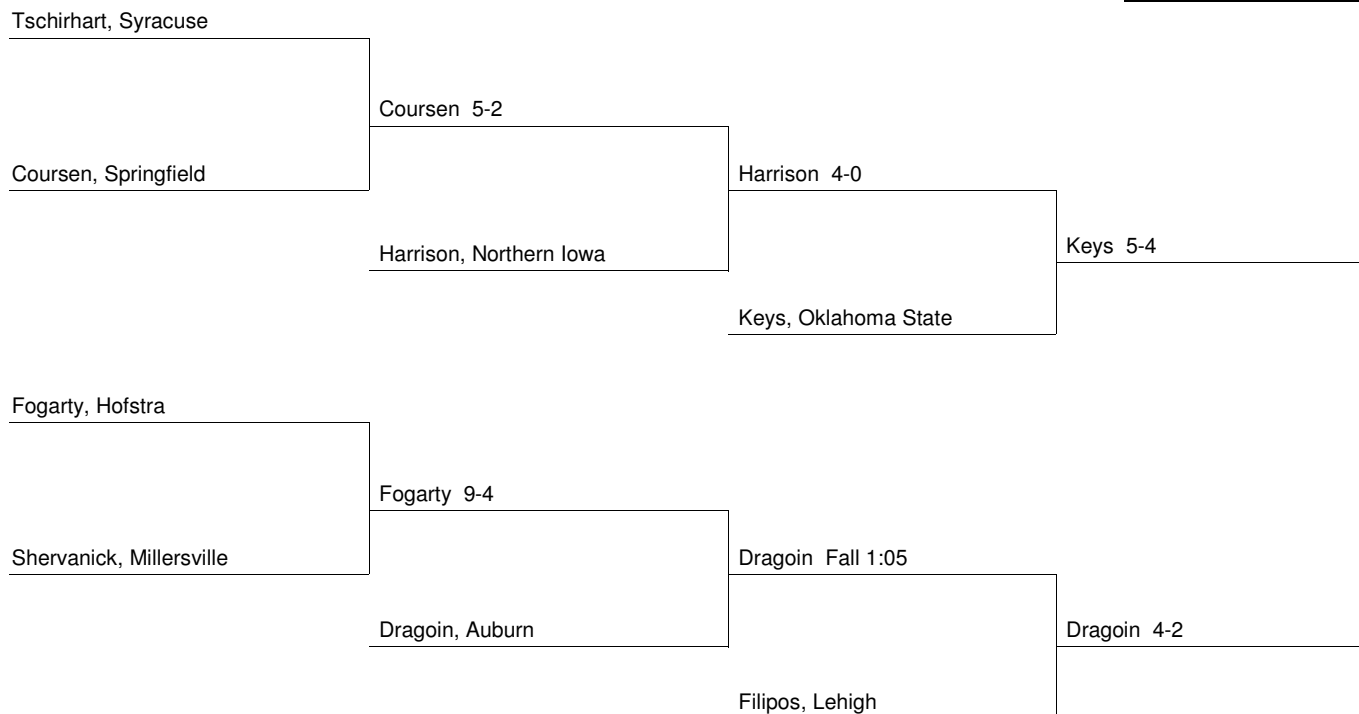 Tschirhart, Syracuse
Coursen 5-2
Coursen, Springfield
Harrison 4-0
Keys 5-4
Harrison, Northern Iowa
Keys, Oklahoma State
Fogarty, Hofstra
Fogarty 9-4
Shervanick, Millersville
Dragoin Fall 1:05
Dragoin, Auburn
Dragoin 4-2
Filipos, Lehigh